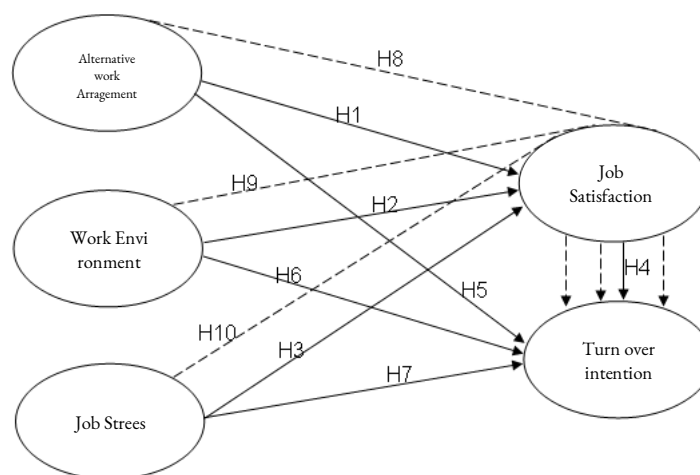 Alternative
work
Arragement
H8
H1
Job
Satisfaction
H9
H2
Work Envi
ronment
H4
H6
H5
H10
H3
Turn over
intention
H7
Job Strees